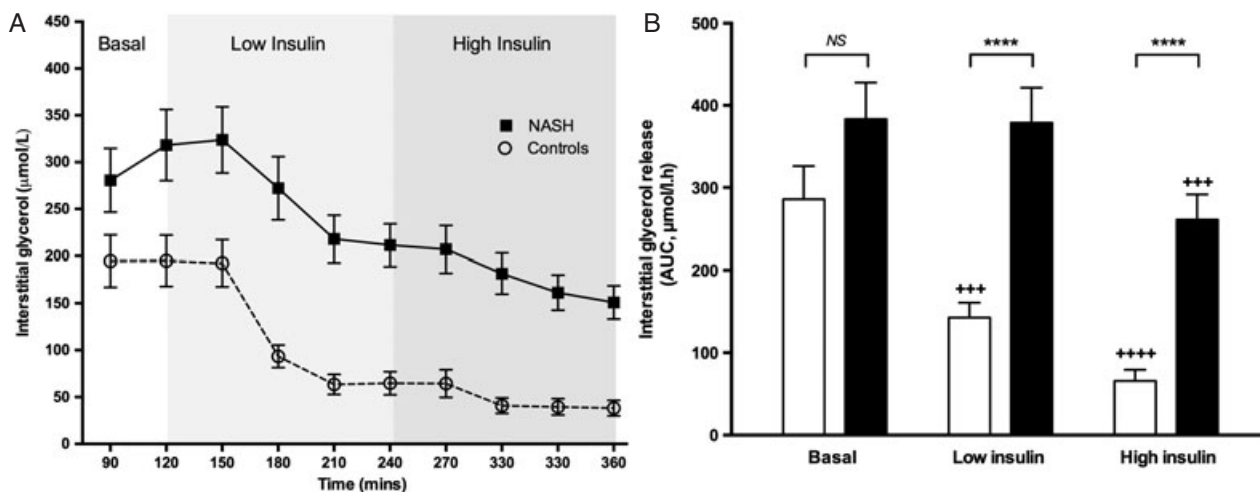 A
Interstitial glycerol (μmol/L)
450
400
350
300
250
200
150
100
50
0
Basal
Low Insulin
High Insulin
NASH
Controls
90 120 150 180 210 240 270 330 330 360
Time (mins)
B
Interstitial glycerol release
(AUC, μmol/l.h)
500
400
300
200
100
0
NS
****
****
+++
++++
+++
Basal
Low insulin
High insulin